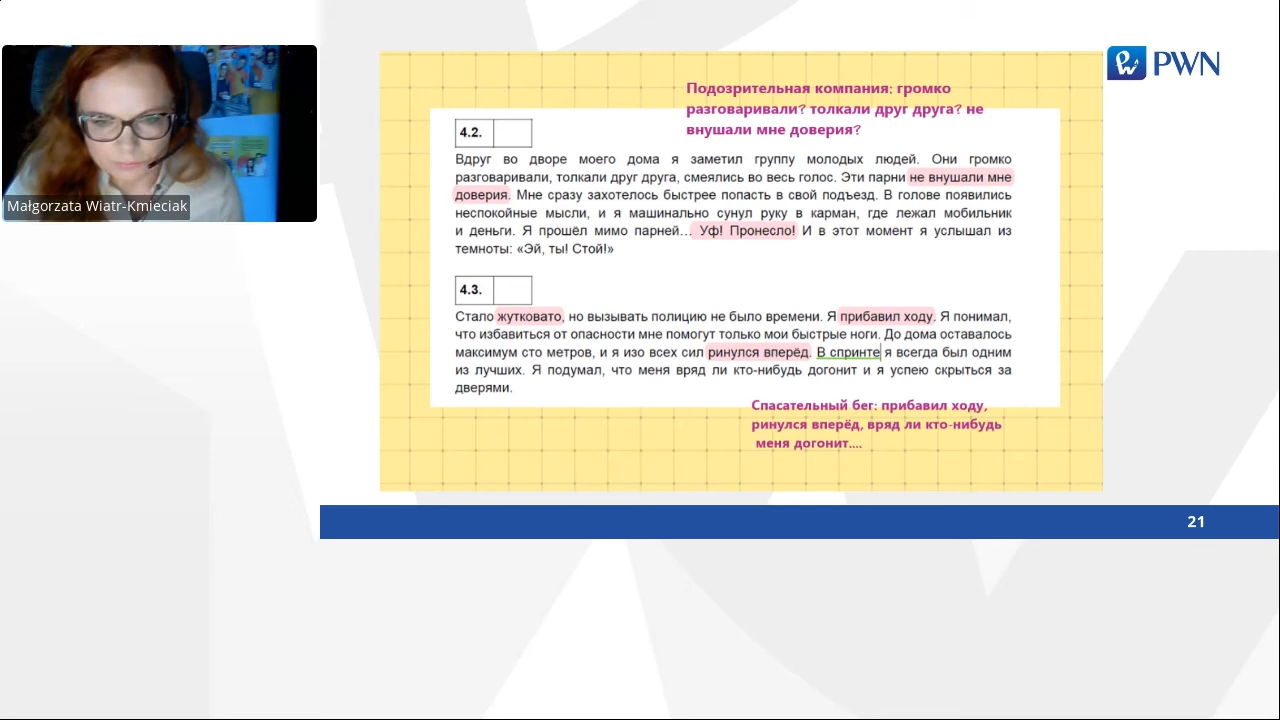 Małgorzata Wiatr-Kmieciak
PWN
Подозрительная компания: громко
разговаривали? толкали друг друга? не
внушали мне доверия?
4.2.
Вдруг во дворе моего дома я заметил группу молодых людей. Они громко
разговаривали, толкали друг друга, смеялись во весь голос. Эти парни не внушали мне
доверия. Мне сразу захотелось быстрее попасть в свой подъезд. В голове появились
неспокойные мысли, и я машинально сунул руку в карман, где лежал мобильник
и деньги. Я прошёл мимо парней… Уф! Пронесло! И в этот момент я услышал из
темноты: «Эй, ты! Стой!»
4.3.
Стало жутковато, но вызывать полицию не было времени. Я прибавил ходу. Я понимал,
что избавиться от опасности мне помогут только мои быстрые ноги. До дома оставалось
максимум сто метров, и я изо всех сил ринулся вперёд. В спринте я всегда был одним
из лучших. Я подумал, что меня вряд ли кто-нибудь догонит и я успею скрыться за
дверями.
Спасательный бег: прибавил ходу,
ринулся вперёд, вряд ли кто-нибудь
меня догонит....
21